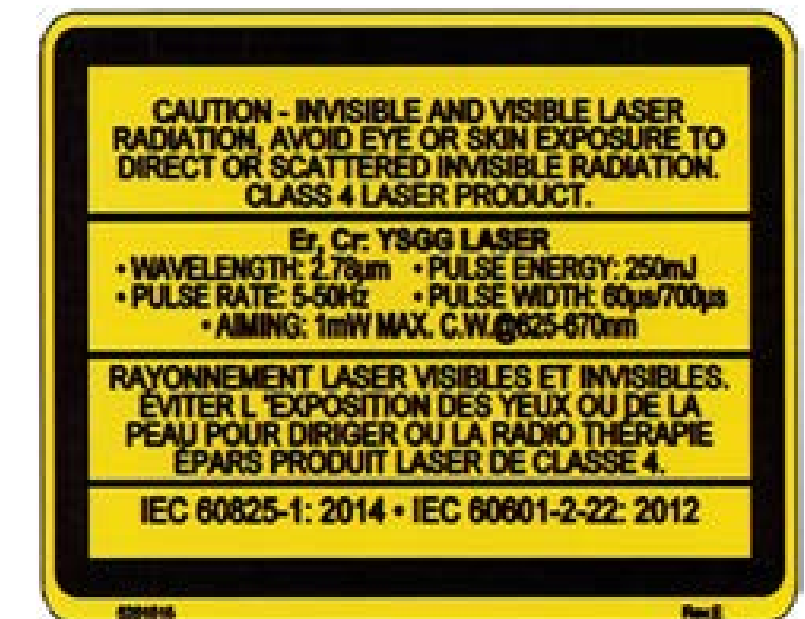 CAUTION - INVISIBLE AND VISIBLE LASER
RADIATION, AVOID EYE OR SKIN EXPOSURE TO
DIRECT OR SCATTERED INVISIBLE RADIATION.
CLASS 4 LASER PRODUCT.
Er, Cr: YSGG LASER
• WAVELENGTH: 2.78µm • PULSE ENERGY: 250mJ
• PULSE RATE: 5-50Hz • PULSE WIDTH: 60µs/700µs
• AIMING: 1mW MAX. C.W.@625-670nm
RAYONNEMENT LASER VISIBLES ET INVISIBLES.
ÉVITER L 'EXPOSITION DES YEUX OU DE LA
PEAU POUR DIRIGER OU LA RADIO THÉRAPIE
ÉPARS PRODUIT LASER DE CLASSE 4.
IEC 60825-1: 2014 • IEC 60601-2-22: 2012